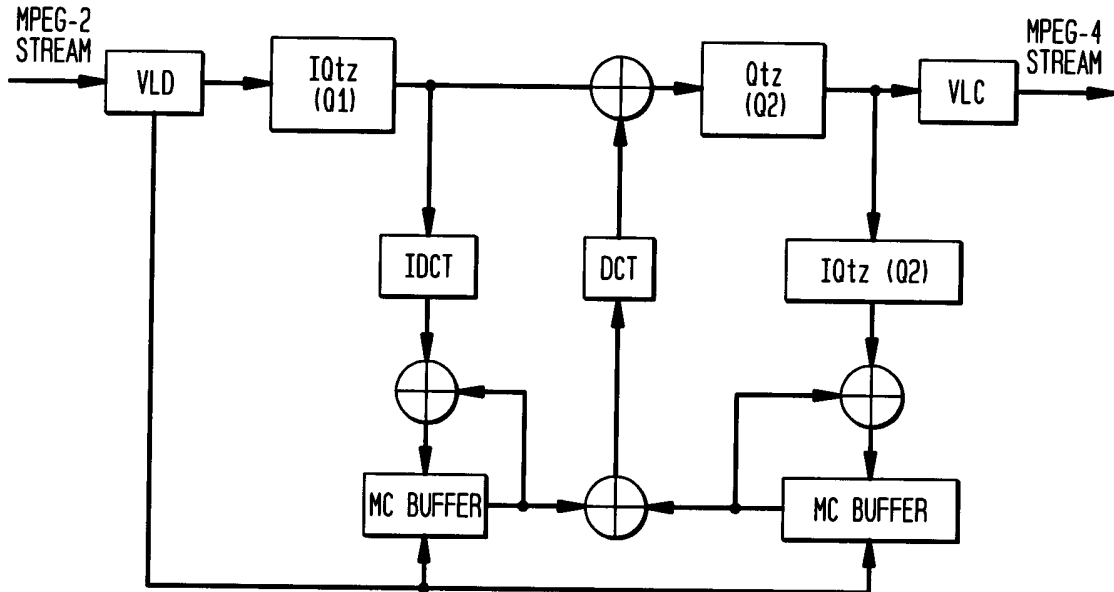 MPEG-2
STREAM
VLD
IQtz
(Q1)
Qtz
(Q2)
VLC
MPEG-4
STREAM
IDCT
DCT
IQtz (Q2)
MC BUFFER
MC BUFFER